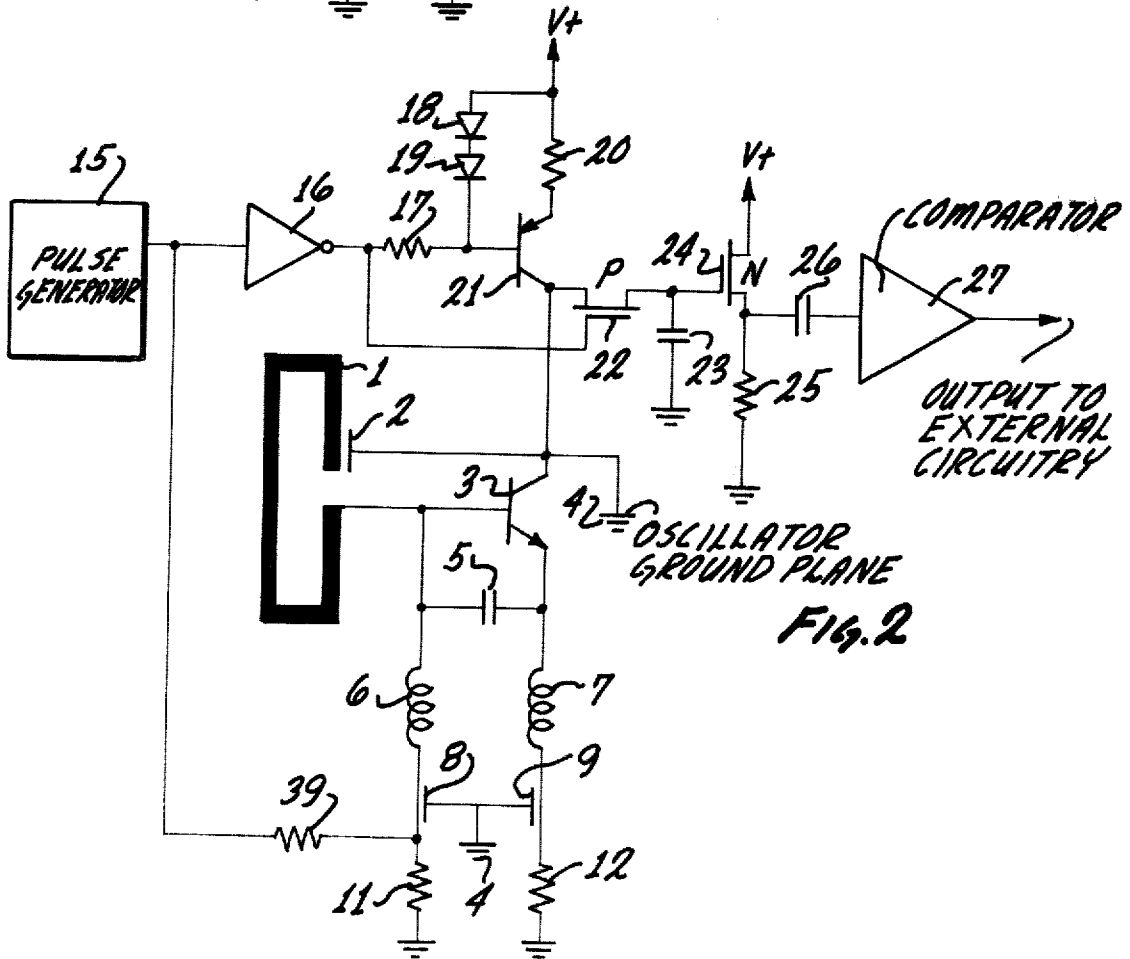 V+
18
19
20
15
16
17
V+
PULSE
GENERATOR
21
P
24
N
26
COMPARATOR
27
22
23
25
1
2
OUTPUT TO
EXTERNAL
CIRCUITRY
3
4
OSCILLATOR
GROUND PLANE
5
FIG. 2
6
7
8
9
39
11
4
12